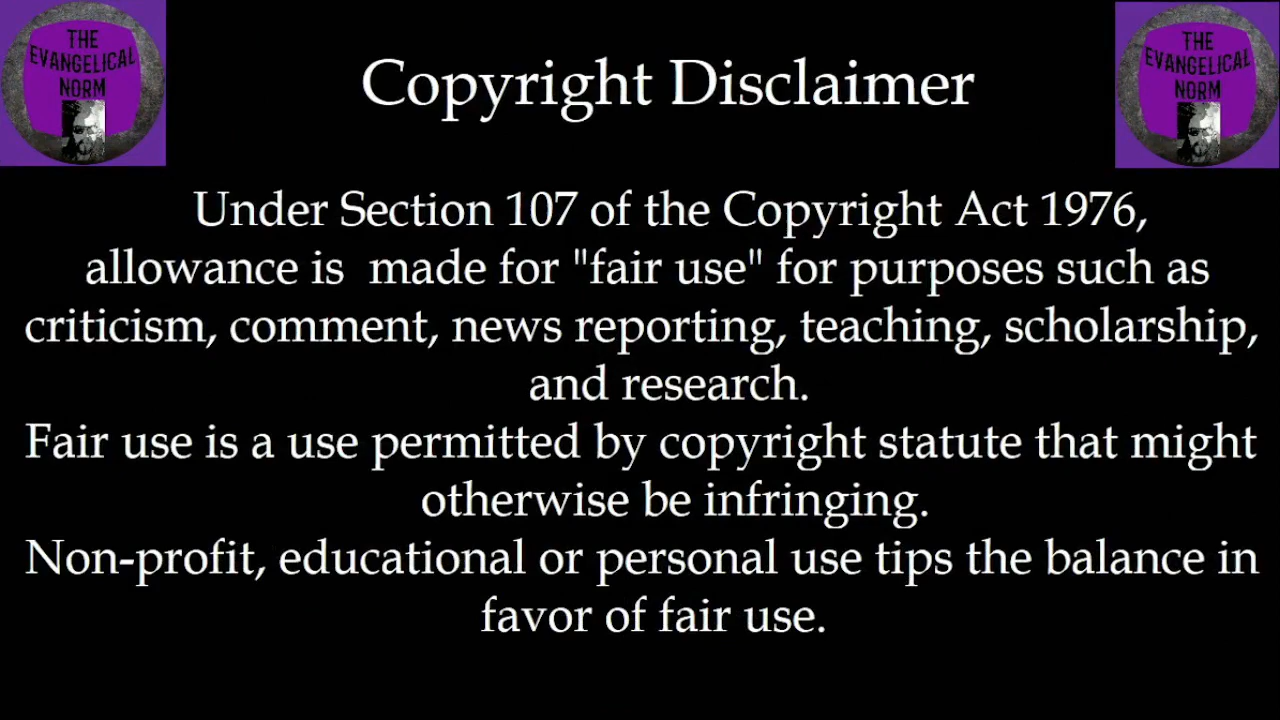 THE
EVANGELICAL
NORM
THE
EVANGELICAL
NORM
Copyright Disclaimer
Under Section 107 of the Copyright Act 1976,
allowance is  made for "fair use" for purposes such as
criticism, comment, news reporting, teaching, scholarship,
and research.
Fair use is a use permitted by copyright statute that might
otherwise be infringing.
Non-profit, educational or personal use tips the balance in
favor of fair use.